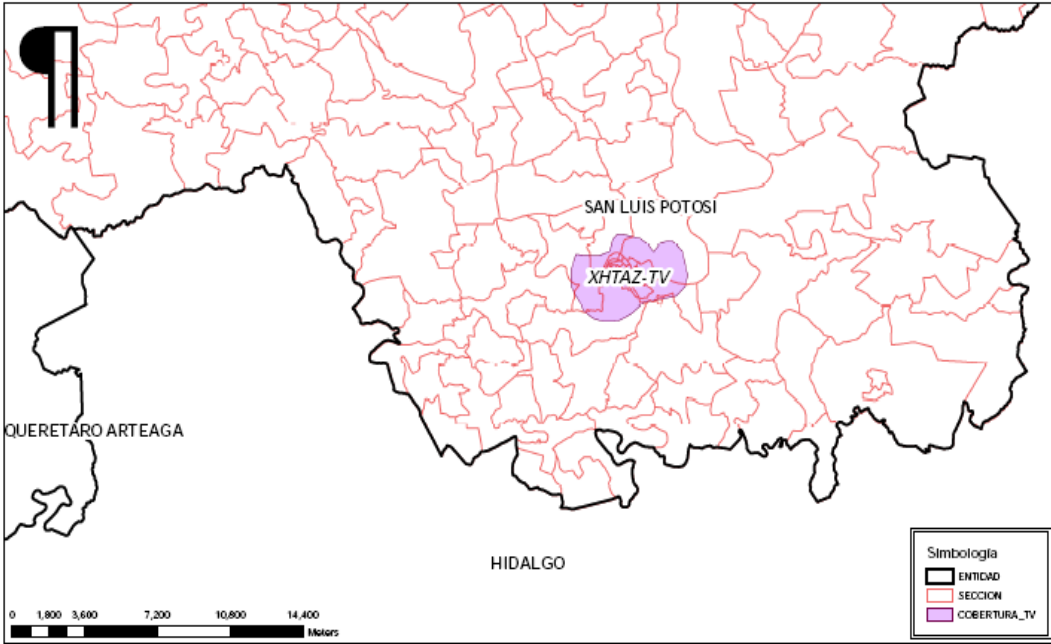 ¶
SAN LUIS POTOSI
XHTAZ-TV
QUERETARO ARTEAGA
HIDALGO
0 1,800 3,600 7,200 10,800 14,400
Meters
Simbología
ENTIDAD
SECCION
COBERTURA_TV